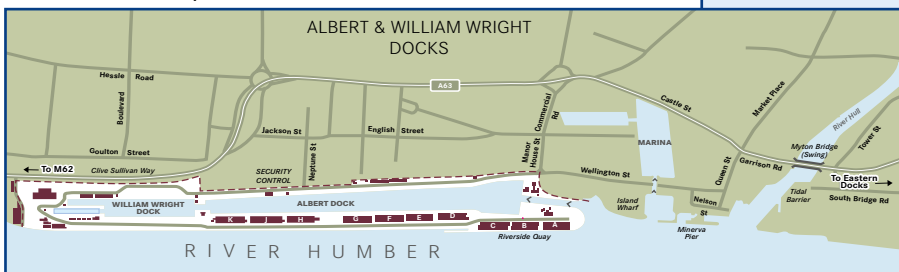 ALBERT & WILLIAM WRIGHT
DOCKS
Hessle Road
Boulevard
A63
Castle St
Market Place
River Hull
Commercial
Rd
Jackson St
English Street
Neptune St
Manor
House St
MARINA
Tower St
Myton Bridge
(Swing)
Goulton Street
To M62
Clive Sullivan Way
SECURITY
CONTROL
Wellington St
Queen St
Garrison Rd
To Eastern
Docks
South Bridge Rd
Tidal
Barrier
Nelson
St
Island
Wharf
Minerva
Pier
WILLIAM WRIGHT
DOCK
ALBERT DOCK
K
H
G
F
E
D
C
B
A
Riverside Quay
RIVER HUMBER